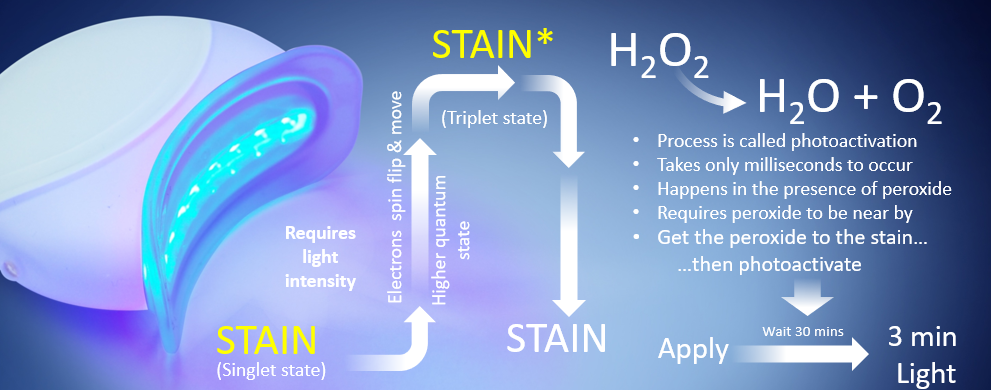 STAIN*
(Triplet state)
Electrons spin flip & move
Higher quantum
state
Requires
light
intensity
STAIN
(Singlet state)
STAIN
H₂O₂
H₂O + O₂
• Process is called photoactivation
• Takes only milliseconds to occur
• Happens in the presence of peroxide
• Requires peroxide to be near by
• Get the peroxide to the stain...
...then photoactivate
Wait 30 mins
Apply
3 min
Light